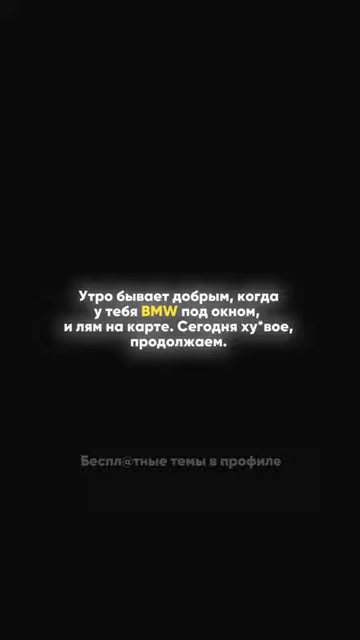 Утро бывает добрым, когда
у тебя BMW под окном,
и лям на карте. Сегодня ху*вое,
продолжаем.
Беспл@тные темы в профиле